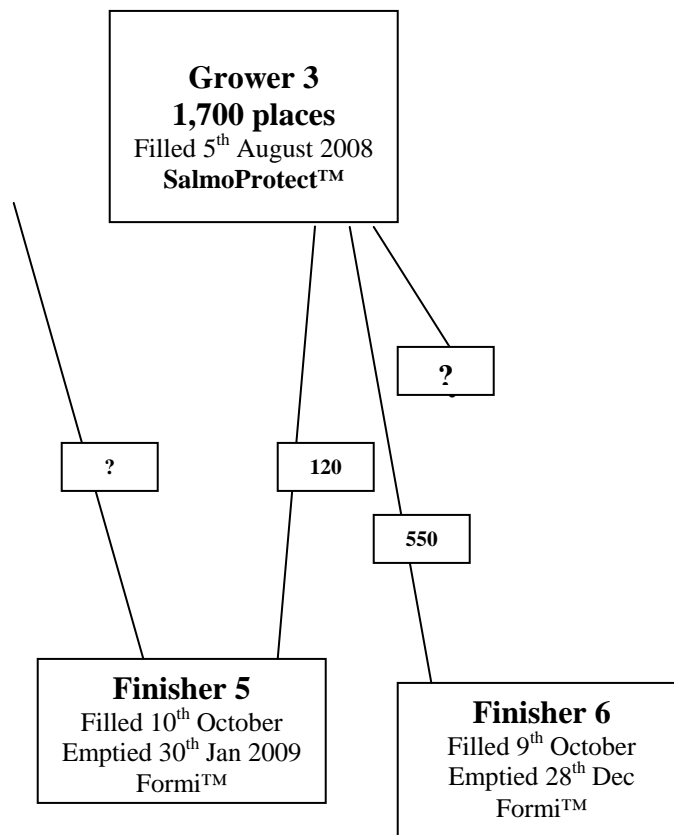 Grower 3
1,700 places
Filled 5th August 2008
SalmoProtect™
?
?
120
550
Finisher 5
Filled 10th October
Emptied 30th Jan 2009
Formi™
Finisher 6
Filled 9th October
Emptied 28th Dec
Formi™